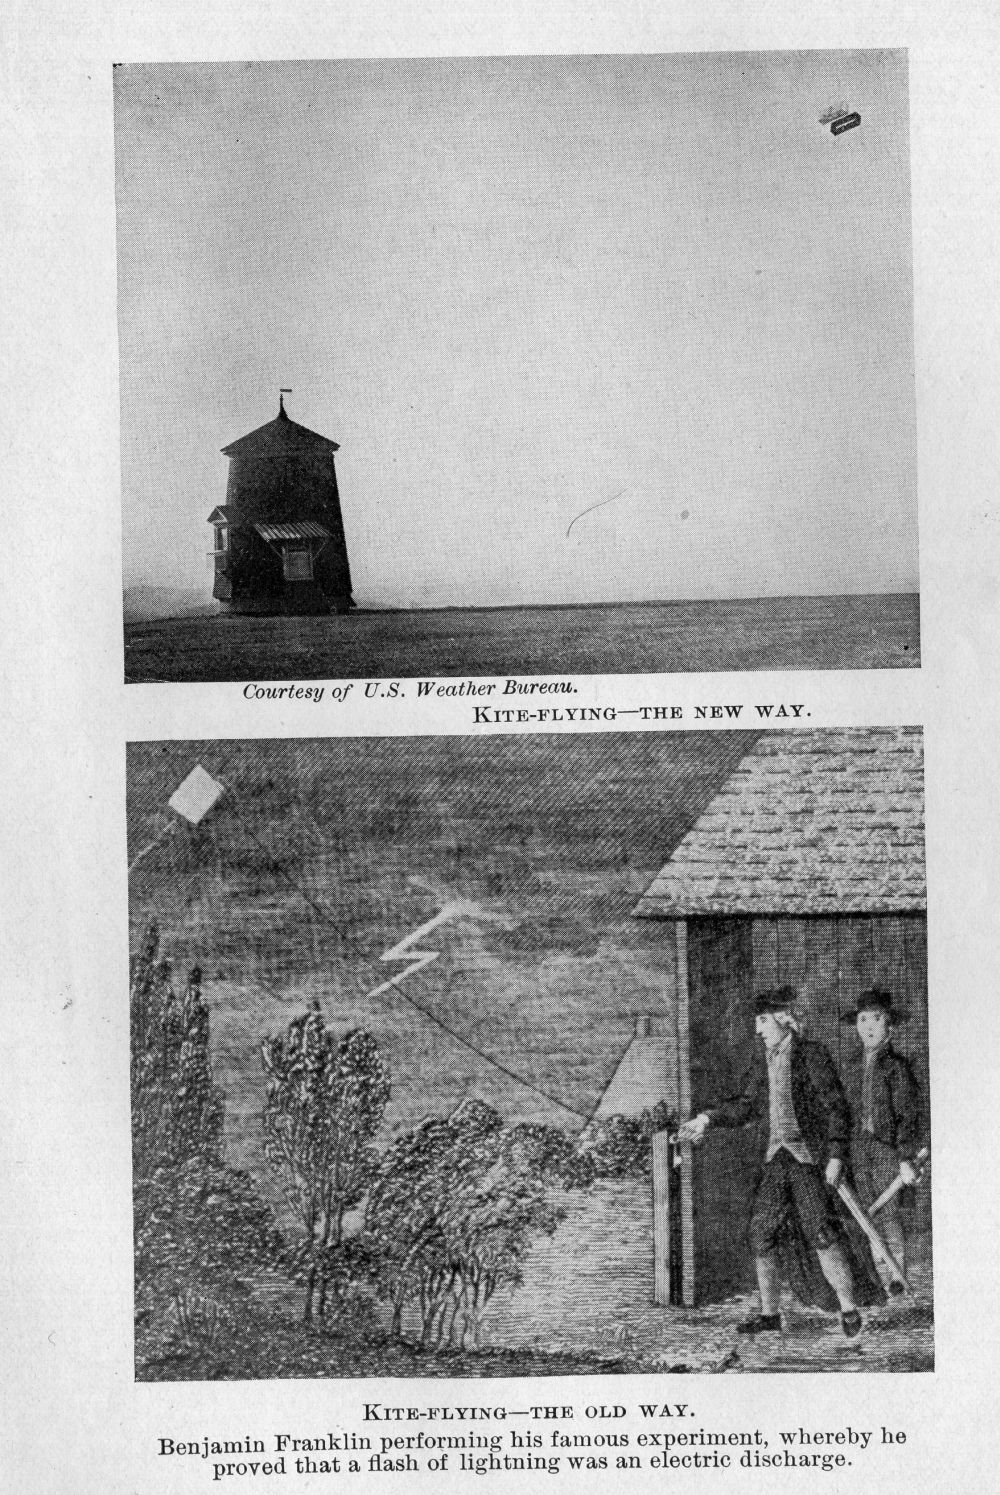 Courtesy of U.S. Weather Bureau.
KITE-FLYING—THE NEW WAY.
KITE-FLYING—THE OLD WAY.
Benjamin Franklin performing his famous experiment, whereby he
proved that a flash of lightning was an electric discharge.